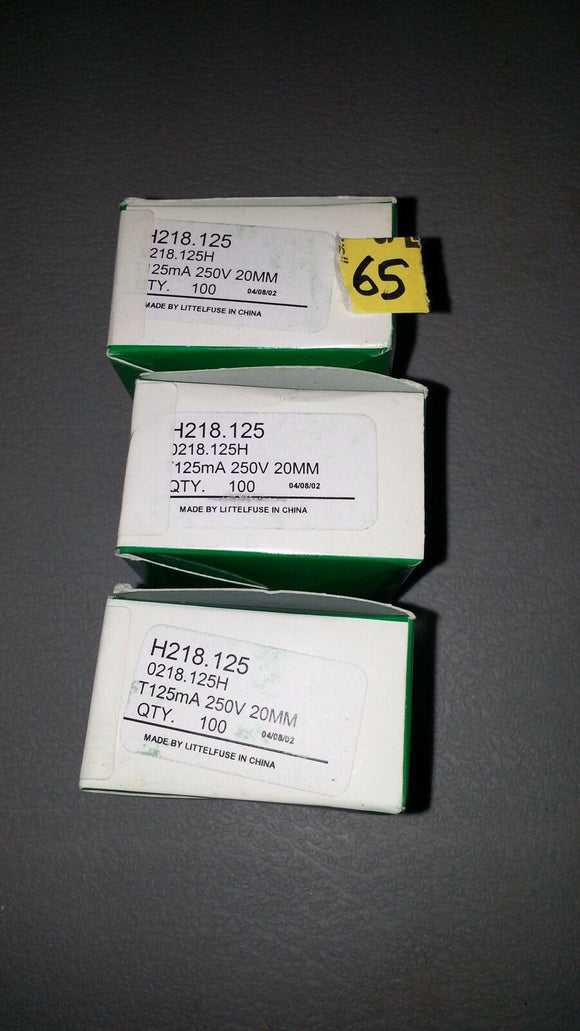 H218.125
0218.125H
T125mA 250V 20MM
QTY. 100 04/08/02
MADE BY LITTELFUSE IN CHINA
65
H218.125
0218.125H
T125mA 250V 20MM
QTY. 100 04/08/02
MADE BY LITTELFUSE IN CHINA
H218.125
0218.125H
T125mA 250V 20MM
QTY. 100 04/08/02
MADE BY LITTELFUSE IN CHINA